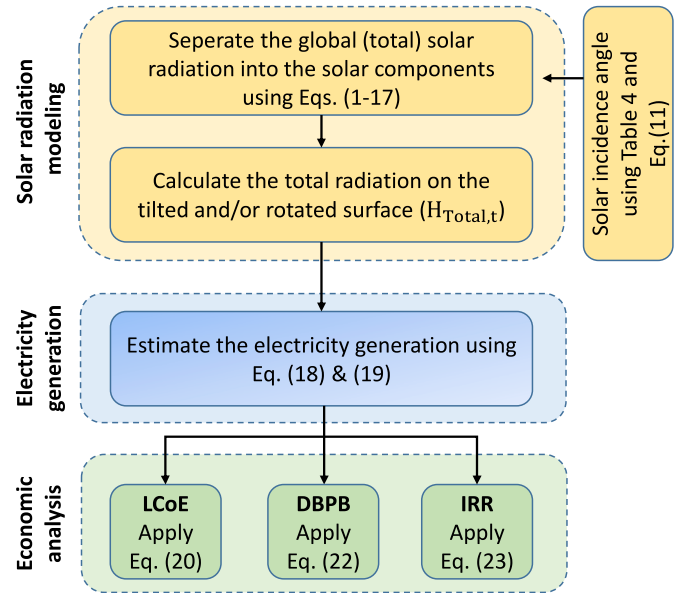 Solar radiation
modeling
Seperate the global (total) solar
radiation into the solar components
using Eqs. (1-17)
Solar incidence angle
using Table 4 and
Eq.(11)
Calculate the total radiation on the
tilted and/or rotated surface (H_Total,t)
Electricity
generation
Estimate the electricity generation using
Eq. (18) & (19)
Economic
analysis
LCoE
Apply
Eq. (20)
DBPB
Apply
Eq. (22)
IRR
Apply
Eq. (23)